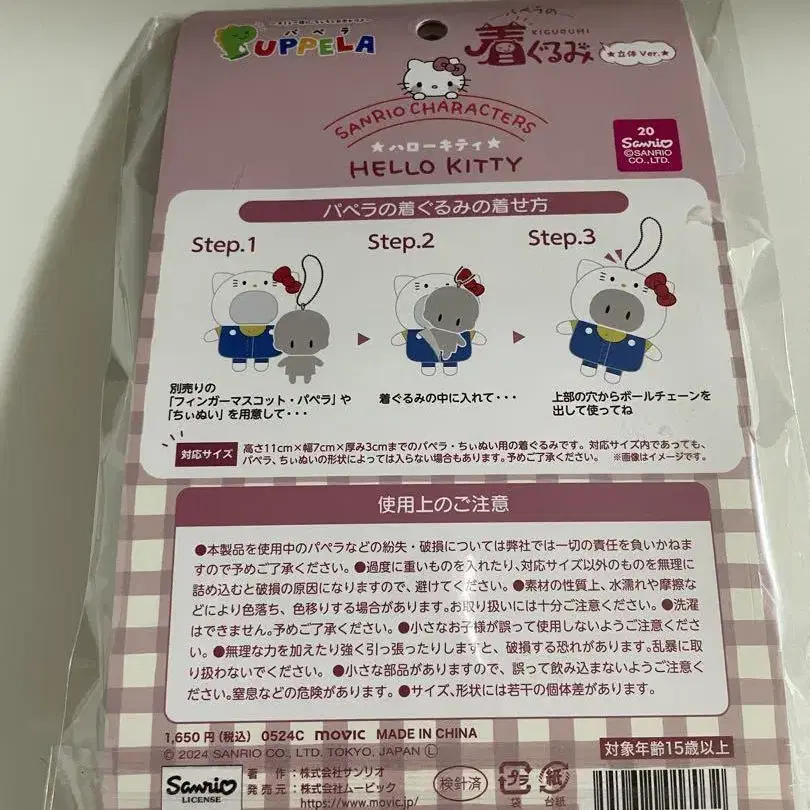 パペラ
PUPPELA
パペラの
KIGURUMI
着ぐるみ
★立体Ver.★
SANRIO CHARACTERS
★ハローキティ★
HELLO KITTY
20
Sanrio
©SANRIO
CO.,LTD.
パペラの着ぐるみの着せ方
Step.1
Step.2
Step.3
別売りの
「フィンガーマスコット・パペラ」や
「ちぃぬい」を用意して・・・
着ぐるみの中に入れて・・・
上部の穴からボールチェーンを
出して使ってね
対応サイズ
高さ11cm×幅7cm×厚み3cmまでのパペラ・ちぃぬい用の着ぐるみです。対応サイズ内であっても、
パペラ、ちぃぬいの形状によっては入らない場合もあります。予めご了承ください。 ※画像はイメージです。
使用上のご注意
●本製品を使用中のパペラなどの紛失・破損については弊社では一切の責任を負いかねま
すので予めご了承ください。●過度に重いものを入れたり、対応サイズ以外のものを無理に
詰め込むと破損の原因になりますので、避けてください。●素材の性質上、水濡れや摩擦な
どにより色落ち、色移りする場合があります。お取り扱いには十分ご注意ください。●洗濯
はできません。予めご了承ください。●小さなお子様が誤って使用しないようご注意ください。
●無理な力を加えたり強く引っ張ったりしますと、破損する恐れがあります。乱暴に取
り扱わないでください。●小さな部品がありますので、誤って飲み込まないようご注意くださ
い。窒息などの危険があります。●サイズ、形状には若干の個体差があります。
1,650円(税込) 0524C movic MADE IN CHINA
© 2024 SANRIO CO., LTD. TOKYO, JAPAN Ⓛ
対象年齢15歳以上
Sanrio
LICENSE
著作:株式会社サンリオ
発売元:株式会社ムービック
https://www.movic.jp/
検針済
プラ
袋
紙
台紙